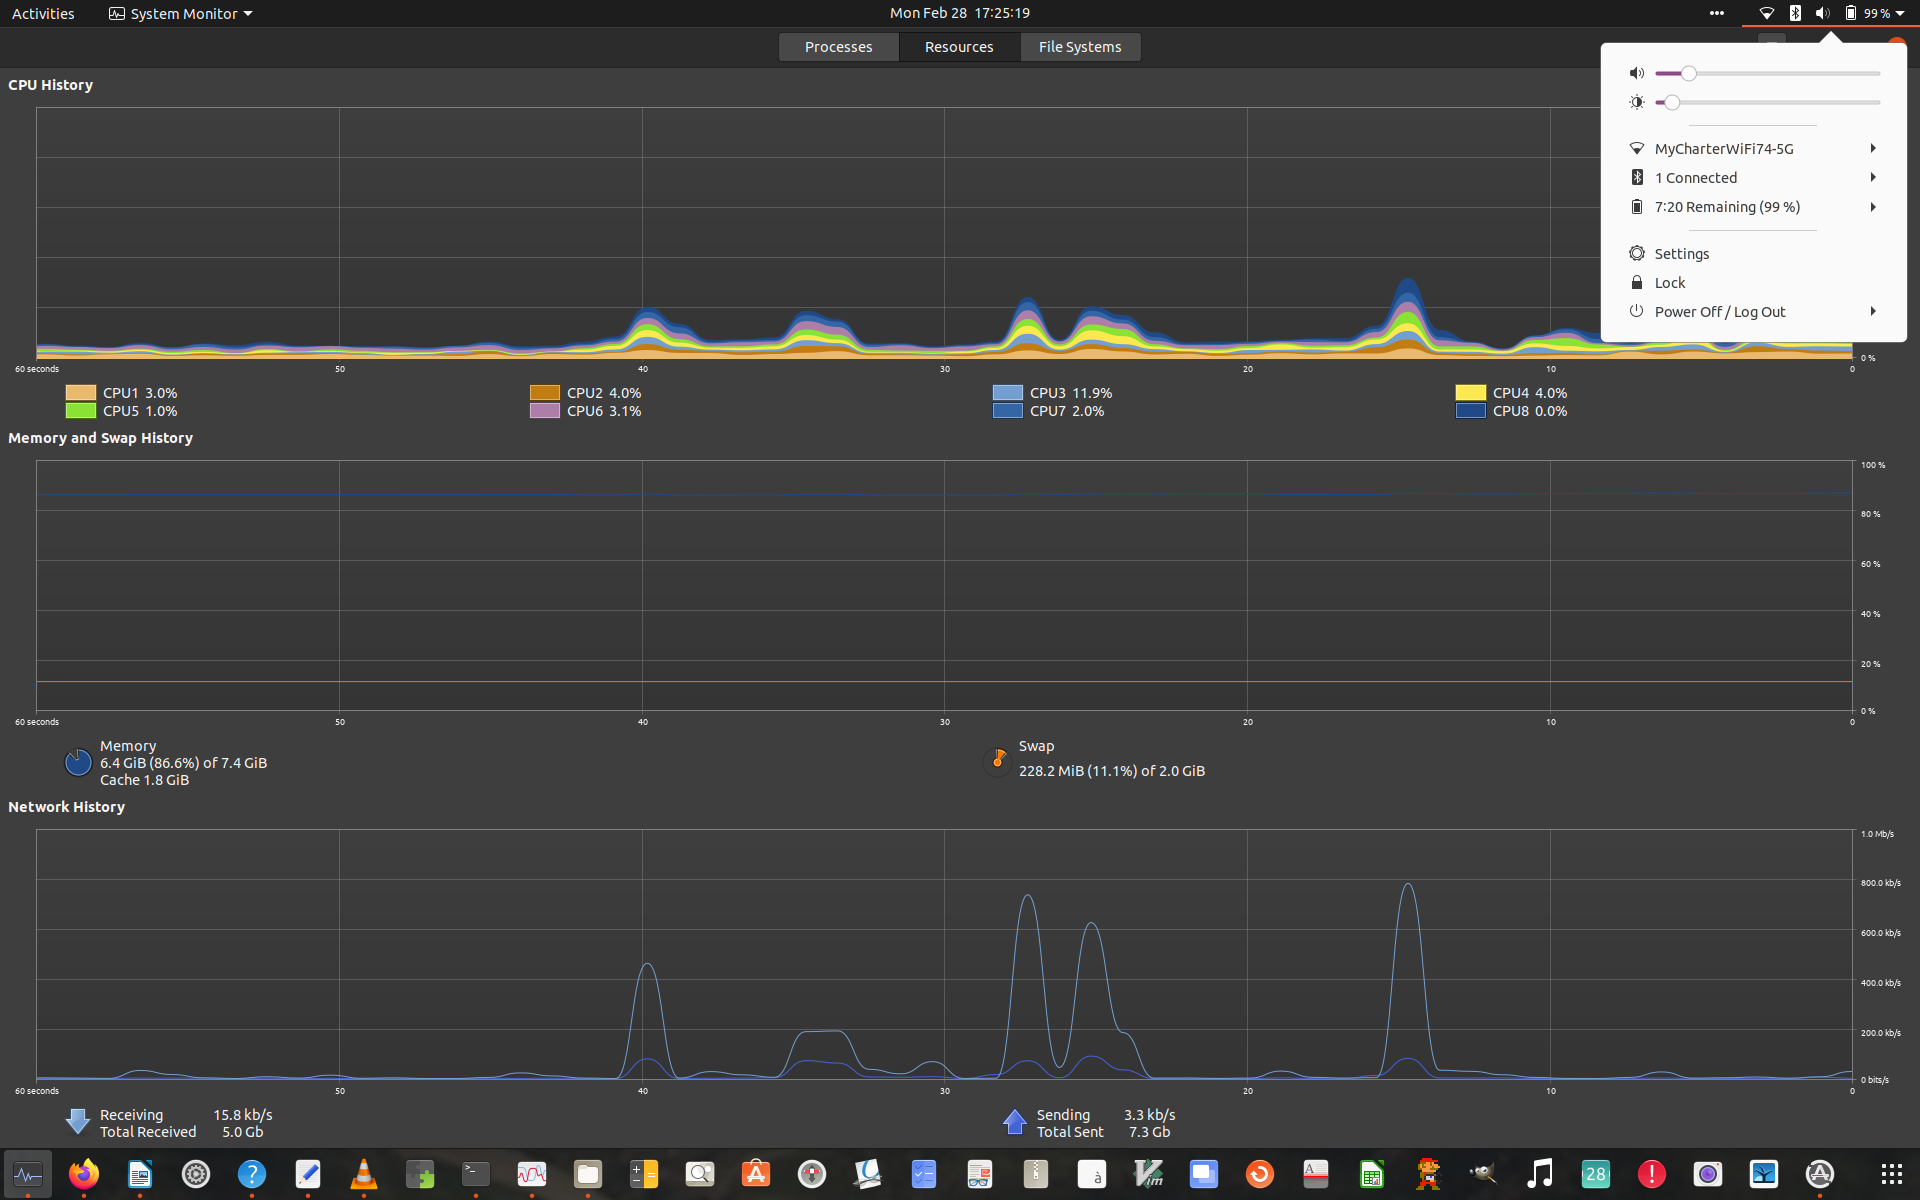 Activities
System Monitor
Mon Feb 28 17:25:19
99 %
Processes
Resources
File Systems
MyCharterWiFi74-5G
1 Connected
7:20 Remaining (99 %)
Settings
Lock
Power Off / Log Out
CPU History
0 %
60 seconds 50 40 30 20 10 0
CPU1 3.0% CPU2 4.0% CPU3 11.9% CPU4 4.0%
CPU5 1.0% CPU6 3.1% CPU7 2.0% CPU8 0.0%
Memory and Swap History
100 %
80 %
60 %
40 %
20 %
0 %
60 seconds 50 40 30 20 10 0
Memory
6.4 GiB (86.6%) of 7.4 GiB
Cache 1.8 GiB
Swap
228.2 MiB (11.1%) of 2.0 GiB
Network History
1.0 Mb/s
800.0 kb/s
600.0 kb/s
400.0 kb/s
200.0 kb/s
0 bits/s
60 seconds 50 40 30 20 10 0
Receiving 15.8 kb/s
Total Received 5.0 Gb
Sending 3.3 kb/s
Total Sent 7.3 Gb
?
>_
A
à
Vim
A
28
!